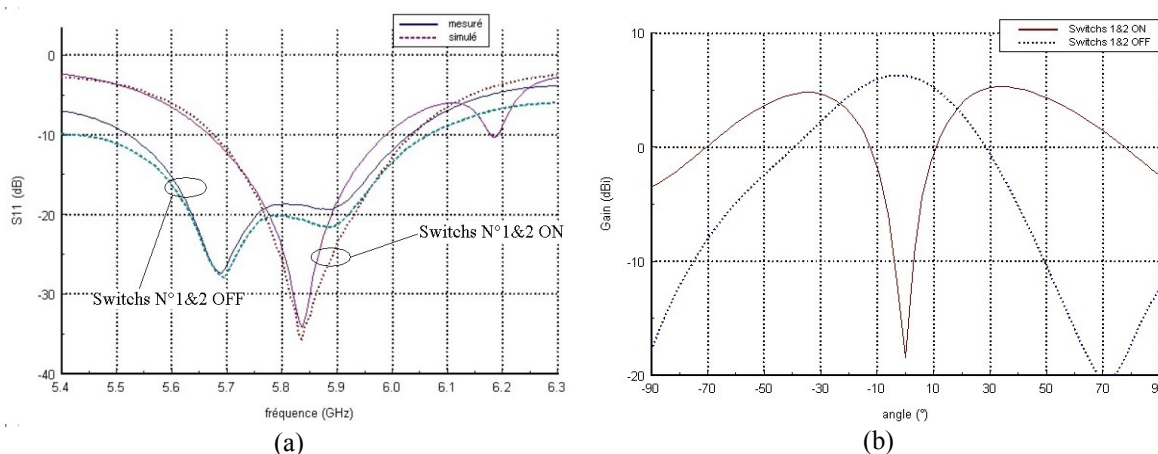 mesuré
simulé
0
-10
-20
-30
-40
S11 (dB)
5.4 5.5 5.6 5.7 5.8 5.9 6.0 6.1 6.2 6.3
fréquence (GHz)
Switchs N°1&2 OFF
Switchs N°1&2 ON
(a)
Switchs 1&2 ON
Switchs 1&2 OFF
10
0
-10
-20
Gain (dBi)
-90 -70 -50 -30 -10 10 30 50 70 90
angle (º)
(b)